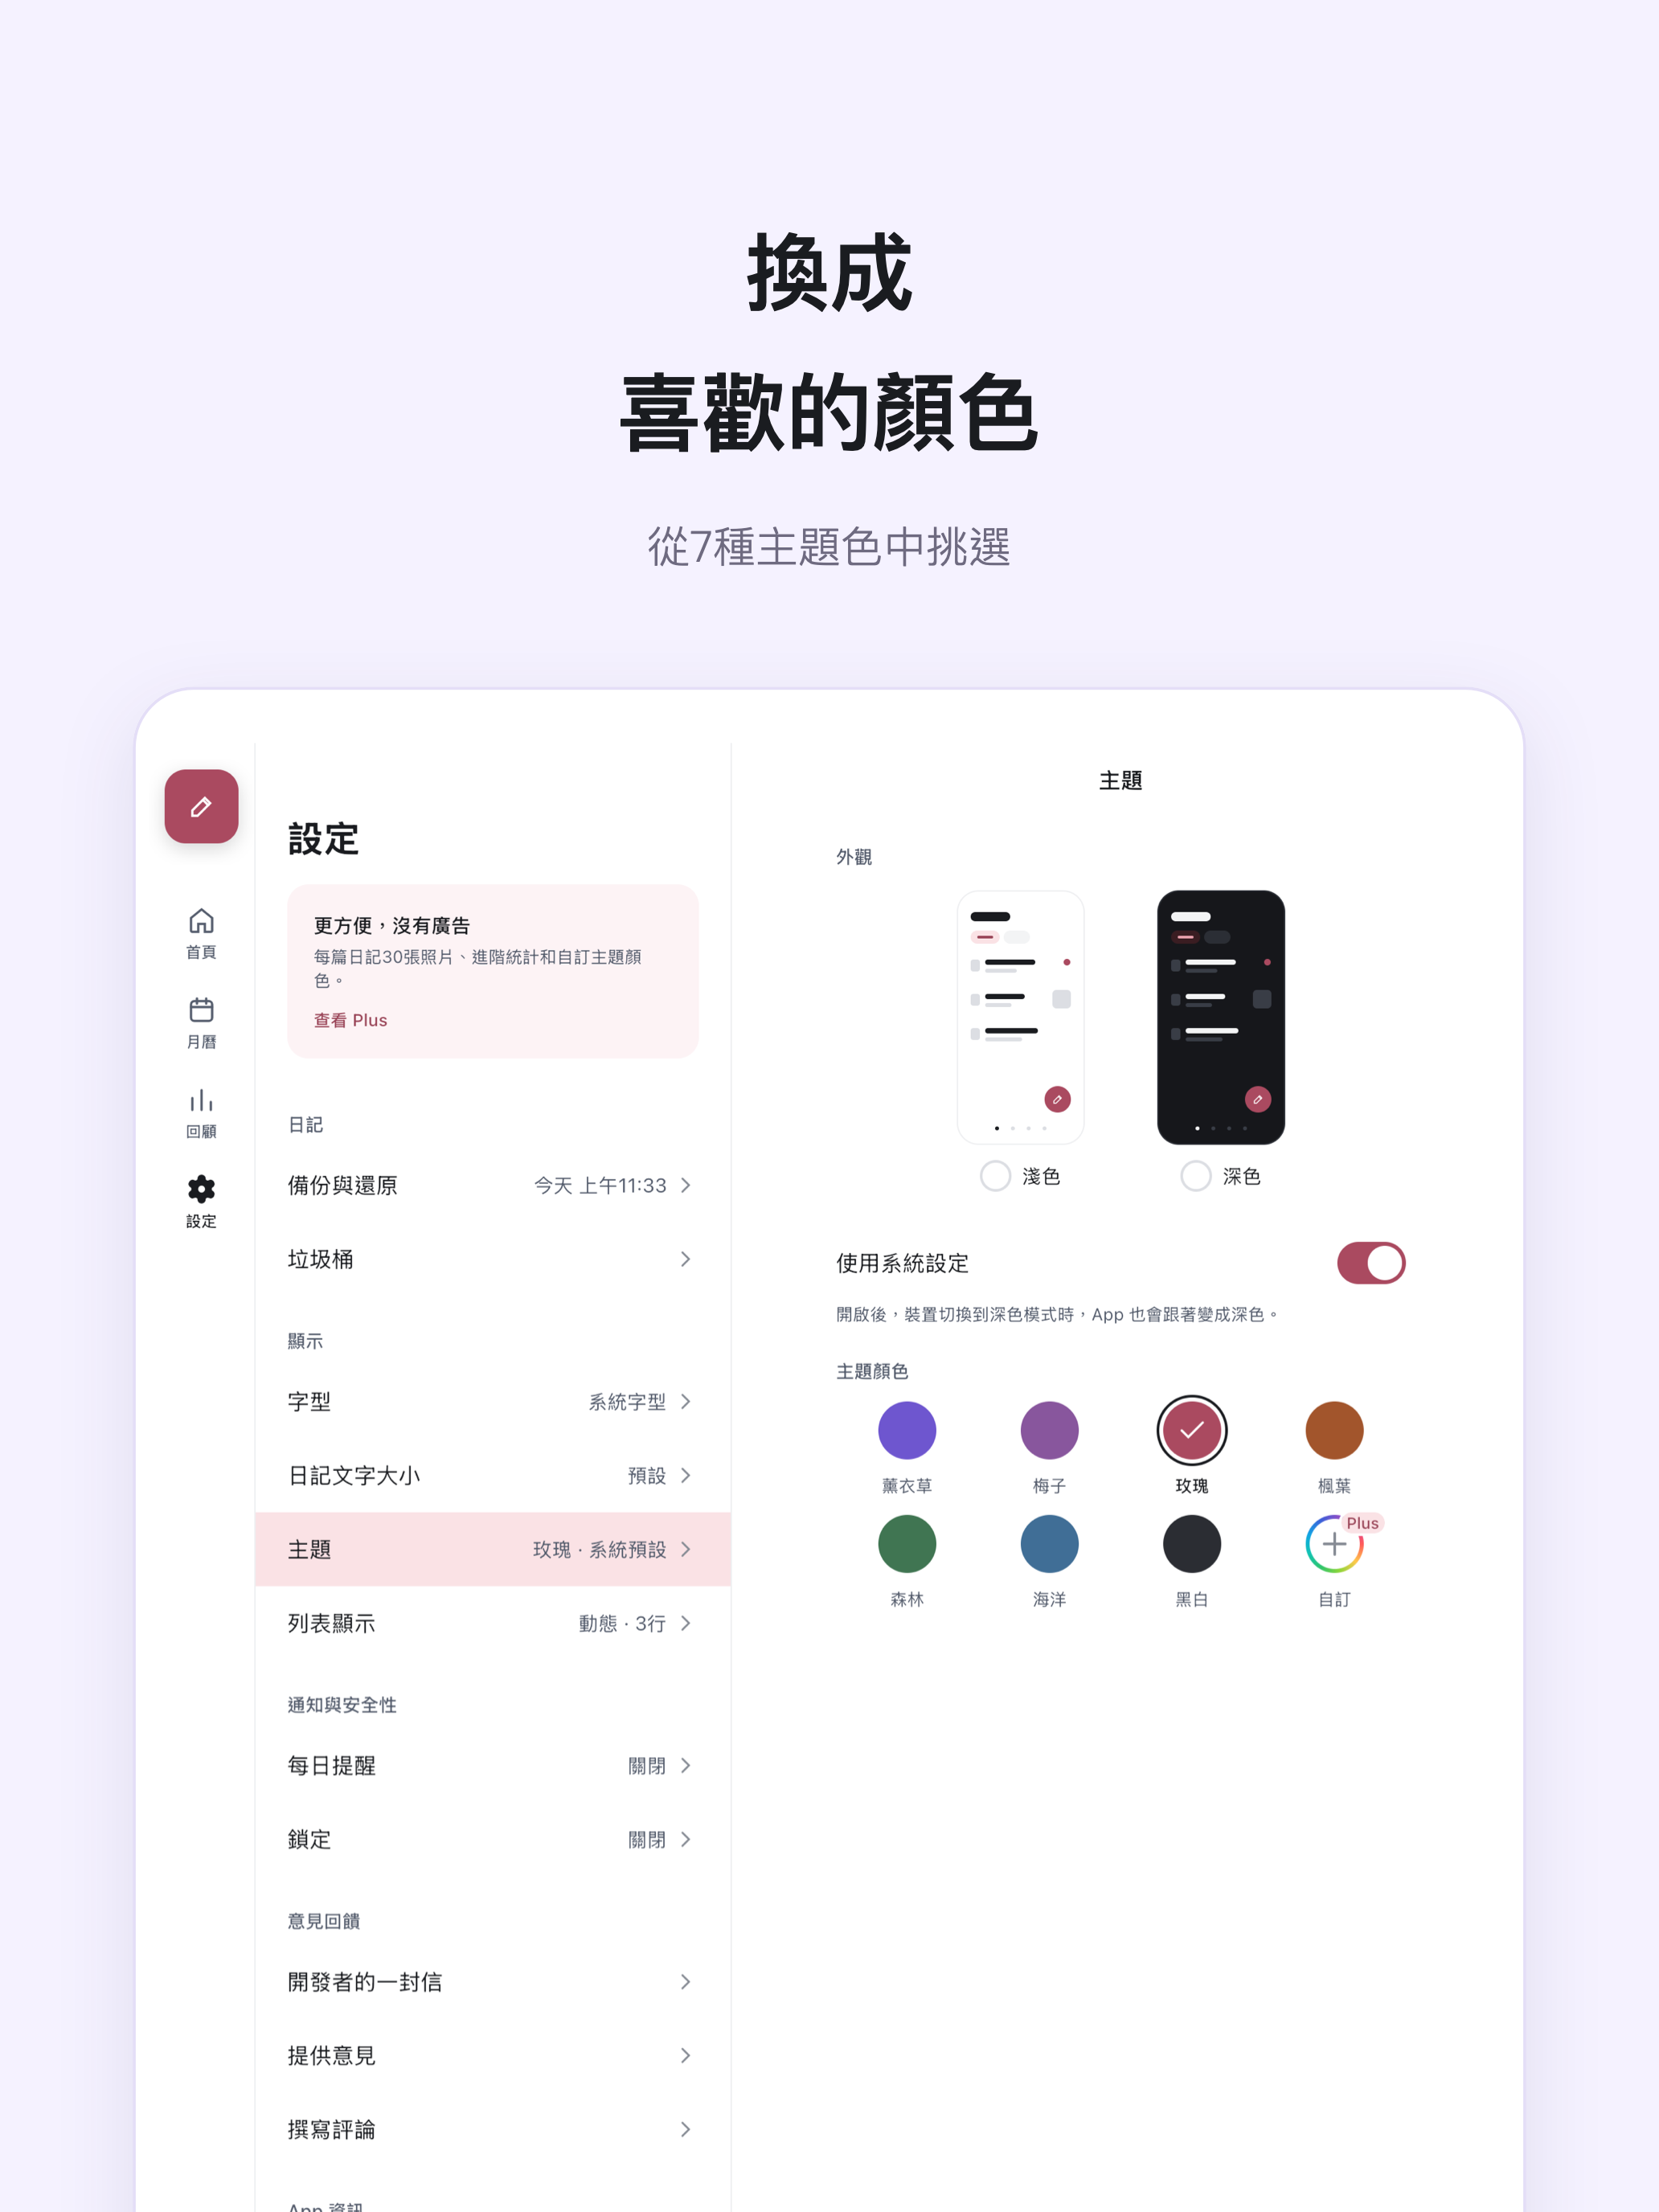 換成
喜歡的顏色
從7種主題色中挑選
首頁
月曆
回顧
設定
設定
更方便，沒有廣告
每篇日記30張照片、進階統計和自訂主題顏
色。
查看 Plus
日記
備份與還原 今天 上午11:33
垃圾桶
顯示
字型 系統字型
日記文字大小 預設
主題 玫瑰 · 系統預設
列表顯示 動態 · 3行
通知與安全性
每日提醒 關閉
鎖定 關閉
意見回饋
開發者的一封信
提供意見
撰寫評論
App 資訊
主題
外觀
淺色 深色
使用系統設定
開啟後，裝置切換到深色模式時，App 也會跟著變成深色。
主題顏色
薰衣草 梅子 玫瑰 楓葉
Plus
森林 海洋 黑白 自訂